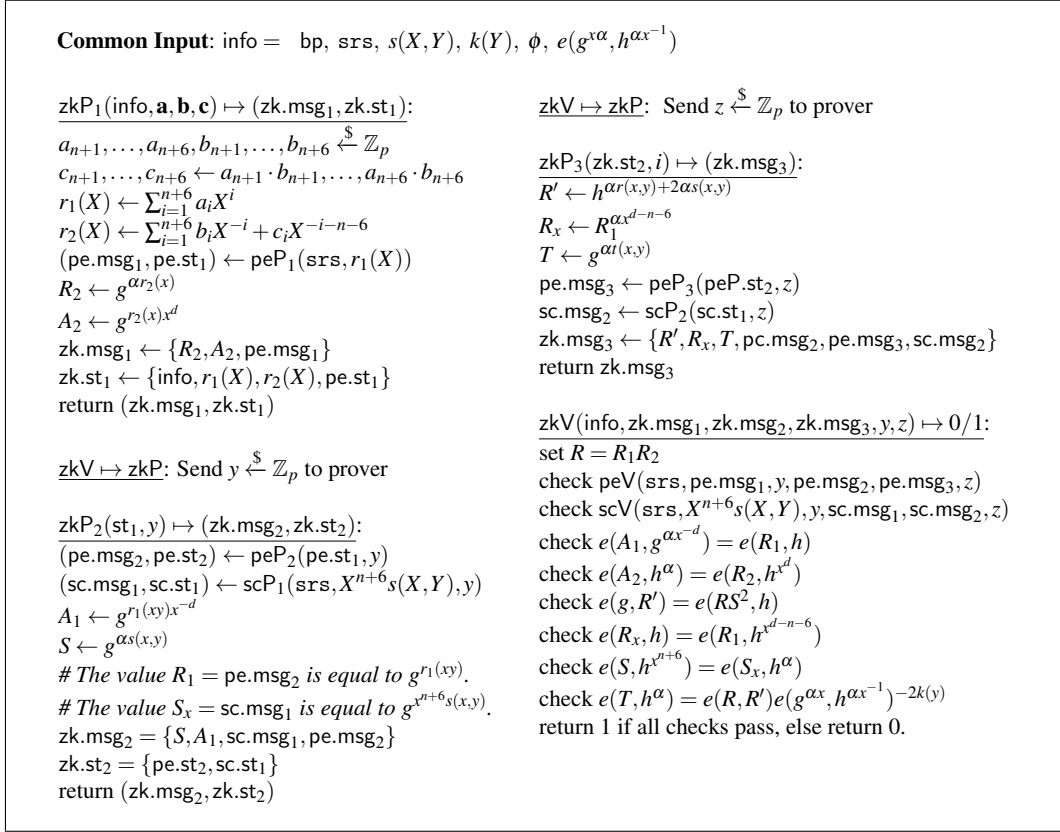 Common Input: info = bp, srs, s(X,Y), k(Y), ϕ, e(g^{xα}, h^{αx^{-1}})
zkP₁(info, a, b, c) ↦ (zk.msg₁, zk.st₁):
a_{n+1}, …, a_{n+6}, b_{n+1}, …, b_{n+6} ←$ ℤ_p
c_{n+1}, …, c_{n+6} ← a_{n+1} · b_{n+1}, …, a_{n+6} · b_{n+6}
r₁(X) ← ∑_{i=1}^{n+6} a_i X^i
r₂(X) ← ∑_{i=1}^{n+6} b_i X^{-i} + c_i X^{-i-n-6}
(pe.msg₁, pe.st₁) ← peP₁(srs, r₁(X))
R₂ ← g^{αr₂(x)}
A₂ ← g^{r₂(x)x^d}
zk.msg₁ ← {R₂, A₂, pe.msg₁}
zk.st₁ ← {info, r₁(X), r₂(X), pe.st₁}
return (zk.msg₁, zk.st₁)
zkV ↦ zkP: Send y ←$ ℤ_p to prover
zkP₂(st₁, y) ↦ (zk.msg₂, zk.st₂):
(pe.msg₂, pe.st₂) ← peP₂(pe.st₁, y)
(sc.msg₁, sc.st₁) ← scP₁(srs, X^{n+6}s(X,Y), y)
A₁ ← g^{r₁(xy)x^{-d}}
S ← g^{αs(x,y)}
# The value R₁ = pe.msg₂ is equal to g^{r₁(xy)}.
# The value S_x = sc.msg₁ is equal to g^{x^{n+6}s(x,y)}.
zk.msg₂ = {S, A₁, sc.msg₁, pe.msg₂}
zk.st₂ = {pe.st₂, sc.st₁}
return (zk.msg₂, zk.st₂)
zkV ↦ zkP: Send z ←$ ℤ_p to prover
zkP₃(zk.st₂, i) ↦ (zk.msg₃):
R′ ← h^{αr(x,y)+2αs(x,y)}
R_x ← R₁^{αx^{d-n-6}}
T ← g^{αt(x,y)}
pe.msg₃ ← peP₃(peP.st₂, z)
sc.msg₂ ← scP₂(sc.st₁, z)
zk.msg₃ ← {R′, R_x, T, pc.msg₂, pe.msg₃, sc.msg₂}
return zk.msg₃
zkV(info, zk.msg₁, zk.msg₂, zk.msg₃, y, z) ↦ 0/1:
set R = R₁R₂
check peV(srs, pe.msg₁, y, pe.msg₂, pe.msg₃, z)
check scV(srs, X^{n+6}s(X,Y), y, sc.msg₁, sc.msg₂, z)
check e(A₁, g^{αx^{-d}}) = e(R₁, h)
check e(A₂, h^α) = e(R₂, h^{x^d})
check e(g, R′) = e(RS², h)
check e(R_x, h) = e(R₁, h^{x^{d-n-6}})
check e(S, h^{x^{n+6}}) = e(S_x, h^α)
check e(T, h^α) = e(R, R′)e(g^{αx}, h^{αx^{-1}})^{-2k(y)}
return 1 if all checks pass, else return 0.